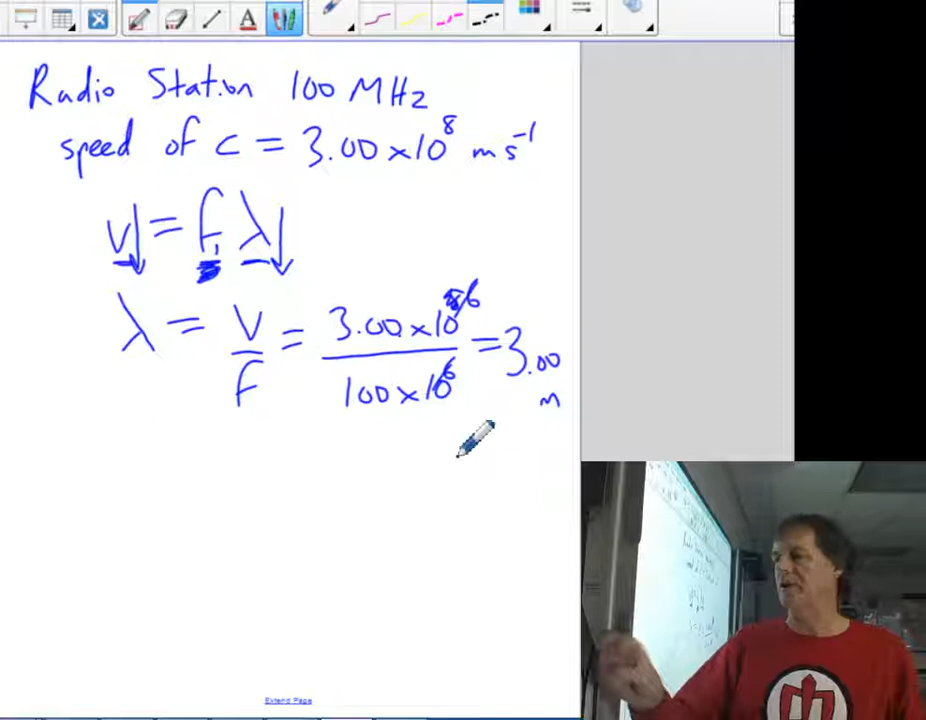 Radio Station 100 MHz
speed of c = 3.00 x 10⁸ m s⁻¹
v = f λ
λ = v/f = 3.00 x 10⁸/100 x 10⁶ = 3.00 m
Extend Page